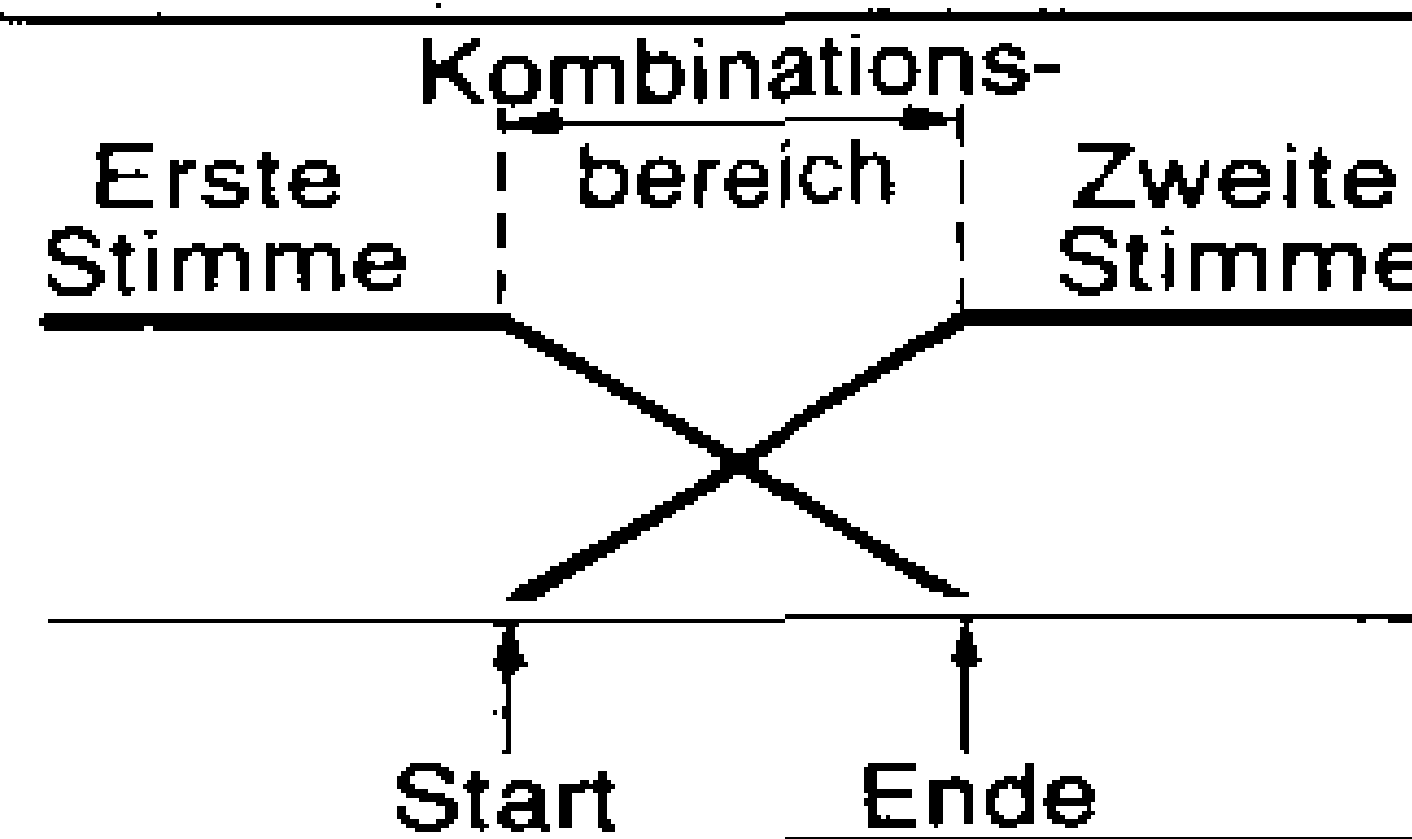 Kombinations-
bereich
Erste
Stimme
Zweite
Stimme
Start
Ende